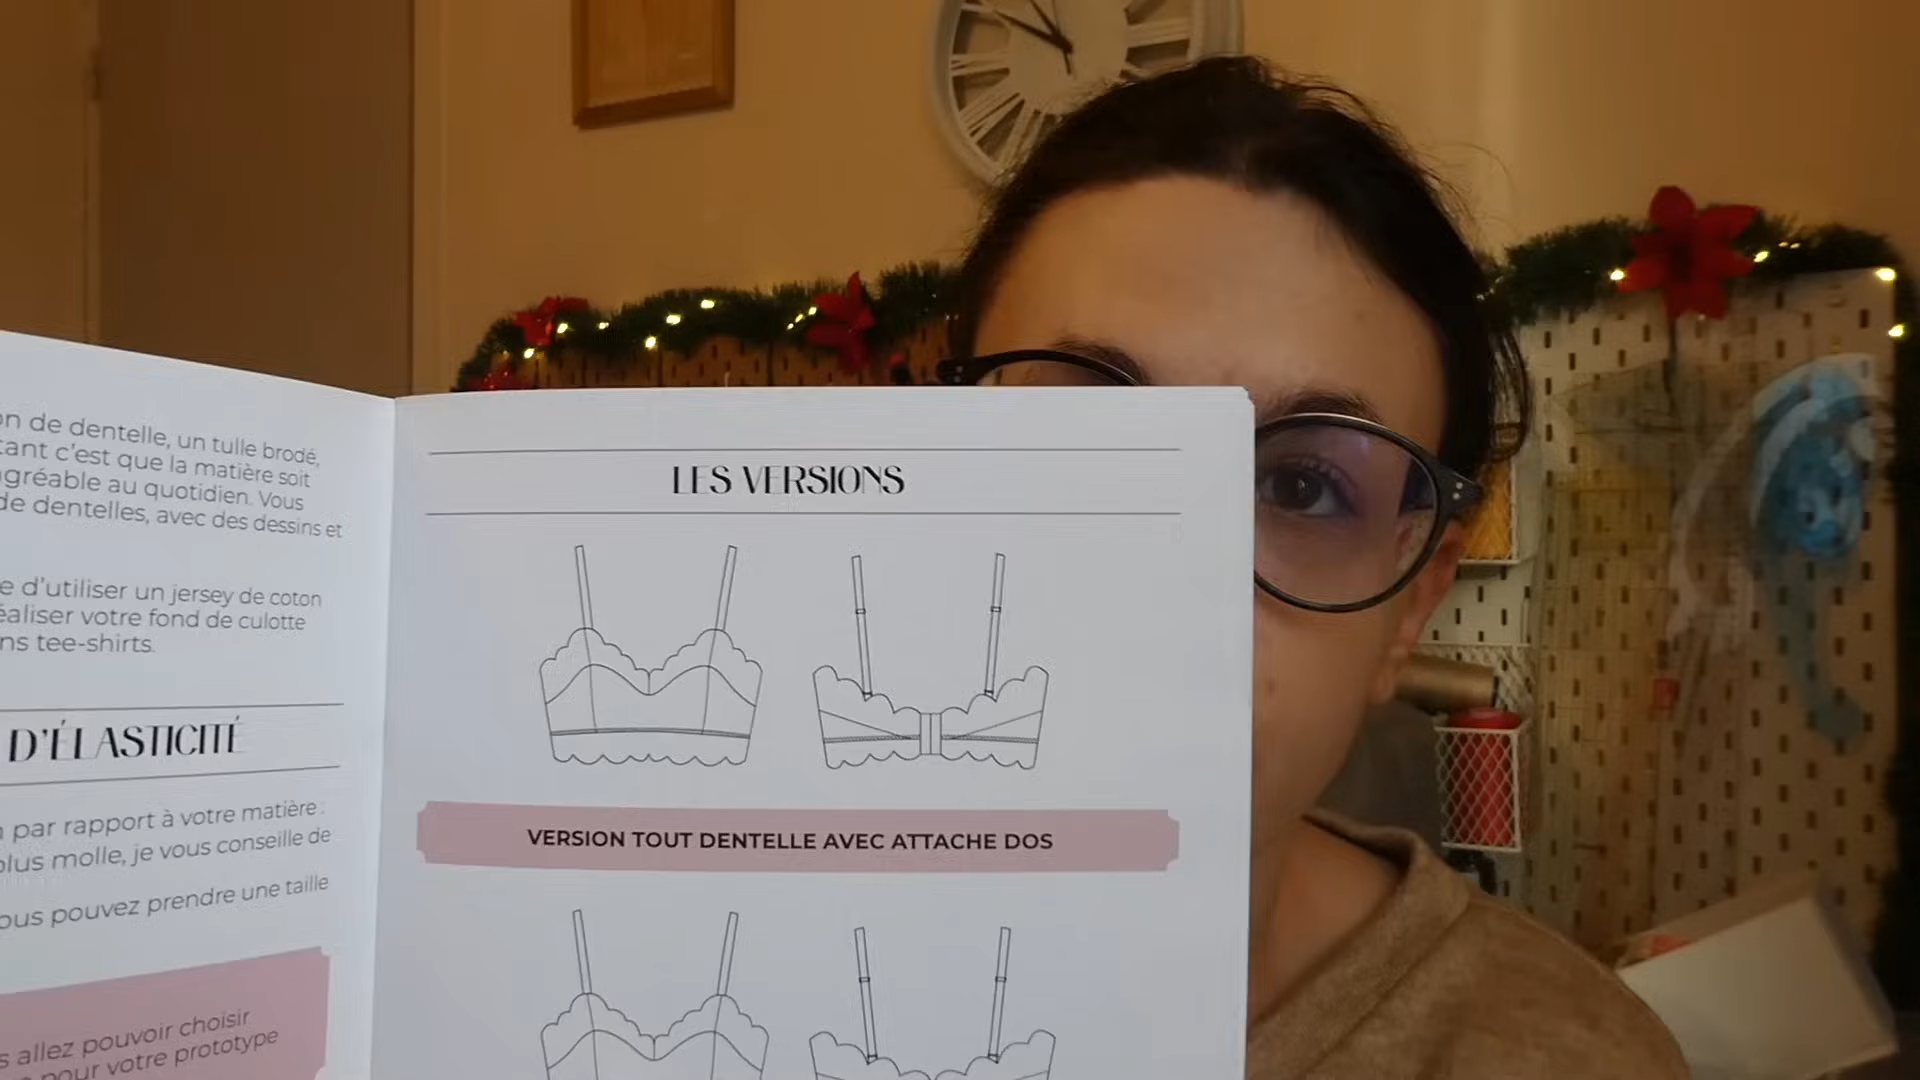 on de dentelle, un tulle brodé,
tant c'est que la matière soit
agréable au quotidien. Vous
de dentelles, avec des dessins et
e d'utiliser un jersey de coton
éaliser votre fond de culotte
ns tee-shirts.
D'ÉLASTICITÉ
n par rapport à votre matière :
plus molle, je vous conseille de
ous pouvez prendre une taille
s allez pouvoir choisir
pour votre prototype
LES VERSIONS
VERSION TOUT DENTELLE AVEC ATTACHE DOS